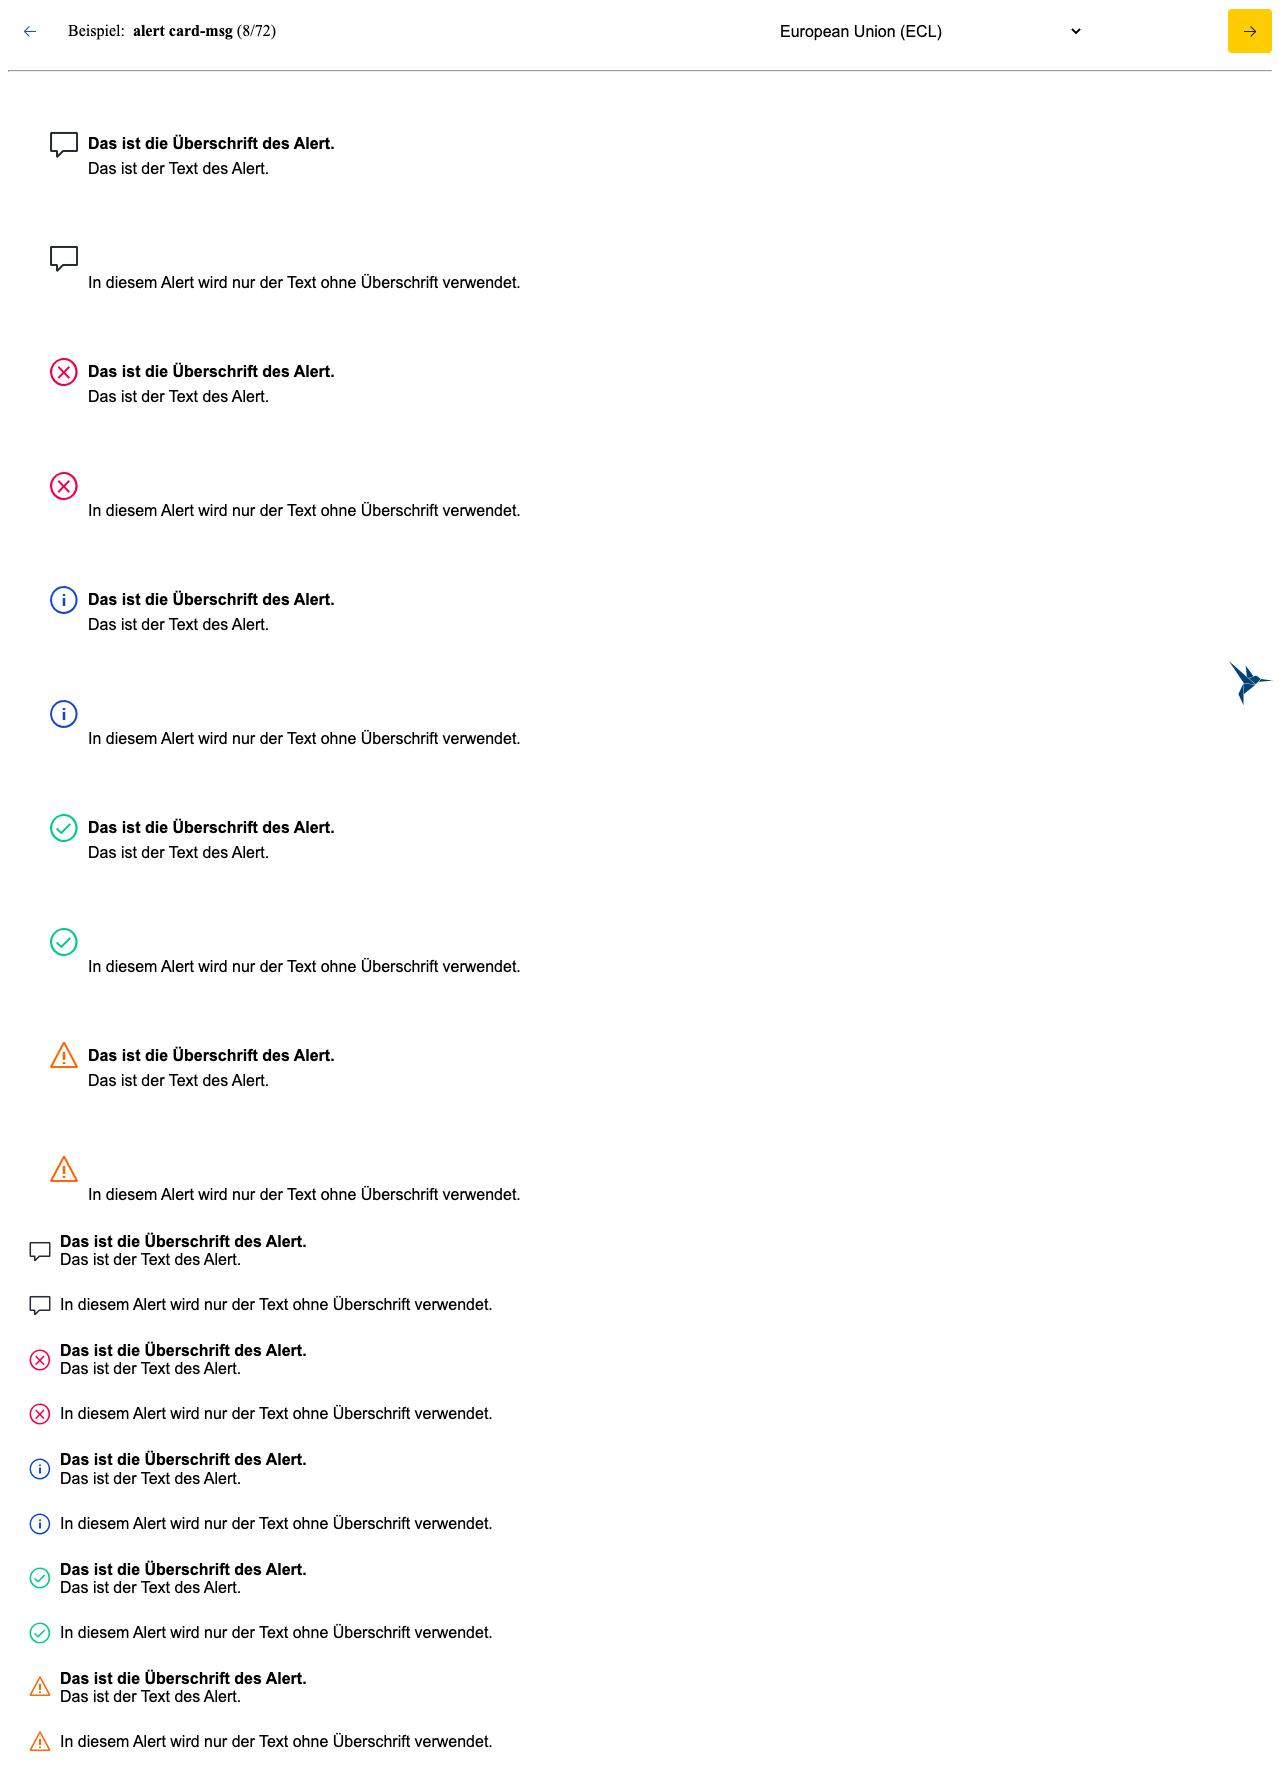 Beispiel: alert card-msg (8/72)
European Union (ECL)
Das ist die Überschrift des Alert.
Das ist der Text des Alert.
In diesem Alert wird nur der Text ohne Überschrift verwendet.
Das ist die Überschrift des Alert.
Das ist der Text des Alert.
In diesem Alert wird nur der Text ohne Überschrift verwendet.
Das ist die Überschrift des Alert.
Das ist der Text des Alert.
In diesem Alert wird nur der Text ohne Überschrift verwendet.
Das ist die Überschrift des Alert.
Das ist der Text des Alert.
In diesem Alert wird nur der Text ohne Überschrift verwendet.
Das ist die Überschrift des Alert.
Das ist der Text des Alert.
In diesem Alert wird nur der Text ohne Überschrift verwendet.
Das ist die Überschrift des Alert.
Das ist der Text des Alert.
In diesem Alert wird nur der Text ohne Überschrift verwendet.
Das ist die Überschrift des Alert.
Das ist der Text des Alert.
In diesem Alert wird nur der Text ohne Überschrift verwendet.
Das ist die Überschrift des Alert.
Das ist der Text des Alert.
In diesem Alert wird nur der Text ohne Überschrift verwendet.
Das ist die Überschrift des Alert.
Das ist der Text des Alert.
In diesem Alert wird nur der Text ohne Überschrift verwendet.
Das ist die Überschrift des Alert.
Das ist der Text des Alert.
In diesem Alert wird nur der Text ohne Überschrift verwendet.